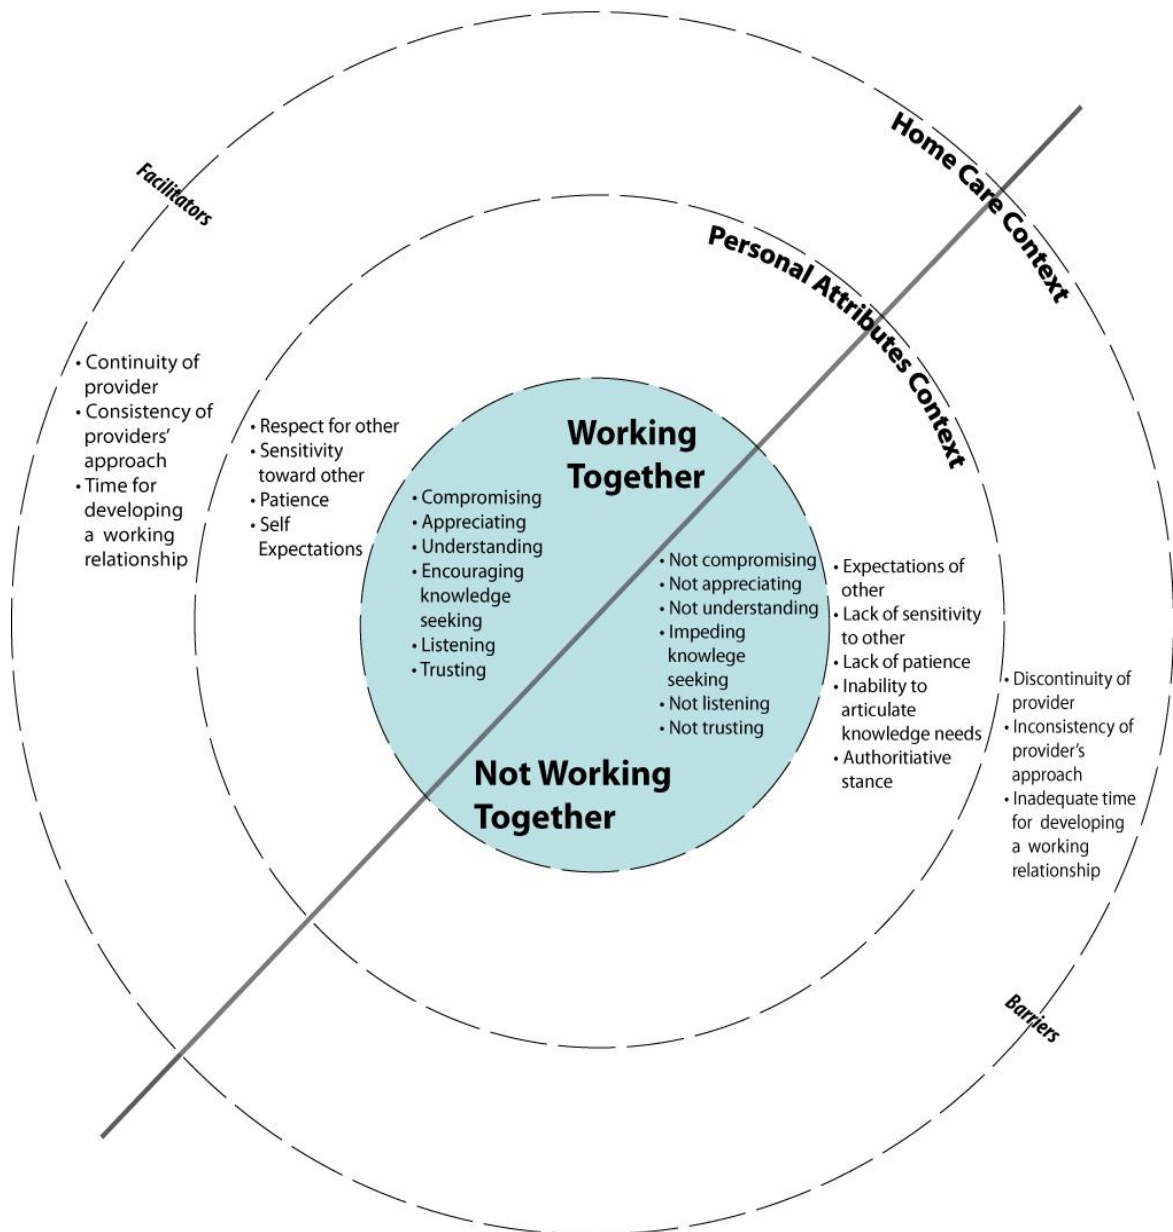 Home Care Context
Facilitators
Personal Attributes Context
• Continuity of
provider
• Consistency of
providers'
approach
• Time for
developing
a working
relationship
• Respect for other
• Sensitivity
toward other
• Patience
• Self
Expectations
Working
Together
• Compromising
• Appreciating
• Understanding
• Encouraging
knowledge
seeking
• Listening
• Trusting
• Not compromising
• Not appreciating
• Not understanding
• Impeding
knowlege
seeking
• Not listening
• Not trusting
Not Working
Together
• Expectations of
other
• Lack of sensitivity
to other
• Lack of patience
• Inability to
articulate
knowledge needs
• Authoritiative
stance
• Discontinuity of
provider
• Inconsistency of
provider's
approach
• Inadequate time
for developing
a working
relationship
Barriers